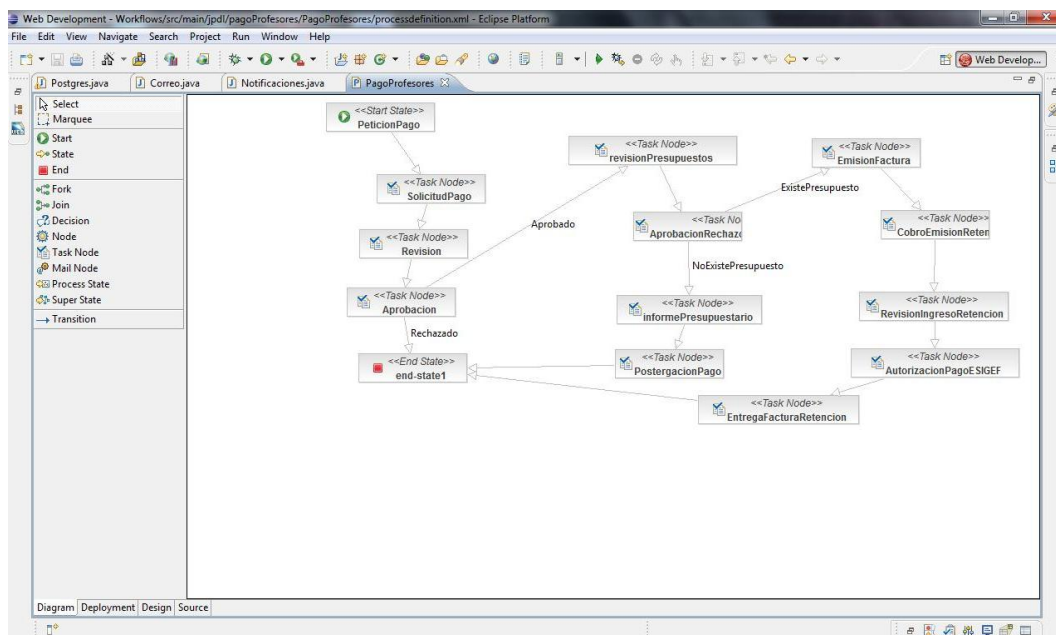 Web Development - Workflows/src/main/jpdl/pagoProfesores/PagoProfesores/processdefinition.xml - Eclipse Platform
File Edit View Navigate Search Project Run Window Help
Web Develop...
Postgres.java Correo.java Notificaciones.java PagoProfesores
Select
Marquee
Start
State
End
Fork
Join
Decision
Node
Task Node
Mail Node
Process State
Super State
Transition
<<Start State>>
PeticionPago
<<Task Node>>
SolicitudPago
<<Task Node>>
Revision
<<Task Node>>
Aprobacion
Rechazado
<<End State>>
end-state1
Aprobado
<<Task Node>>
revisionPresupuestos
<<Task No
AprobacionRechaz
NoExistePresupuesto
<<Task Node>>
informePresupuestario
<<Task Node>>
PostergacionPago
ExistePresupuesto
<<Task Node>>
EmisionFactura
<<Task Node>>
CobroEmisionReten
<<Task Node>>
RevisionIngresoRetencion
<<Task Node>>
AutorizacionPagoESIGEF
<<Task Node>>
EntregaFacturaRetencion
Diagram Deployment Design Source